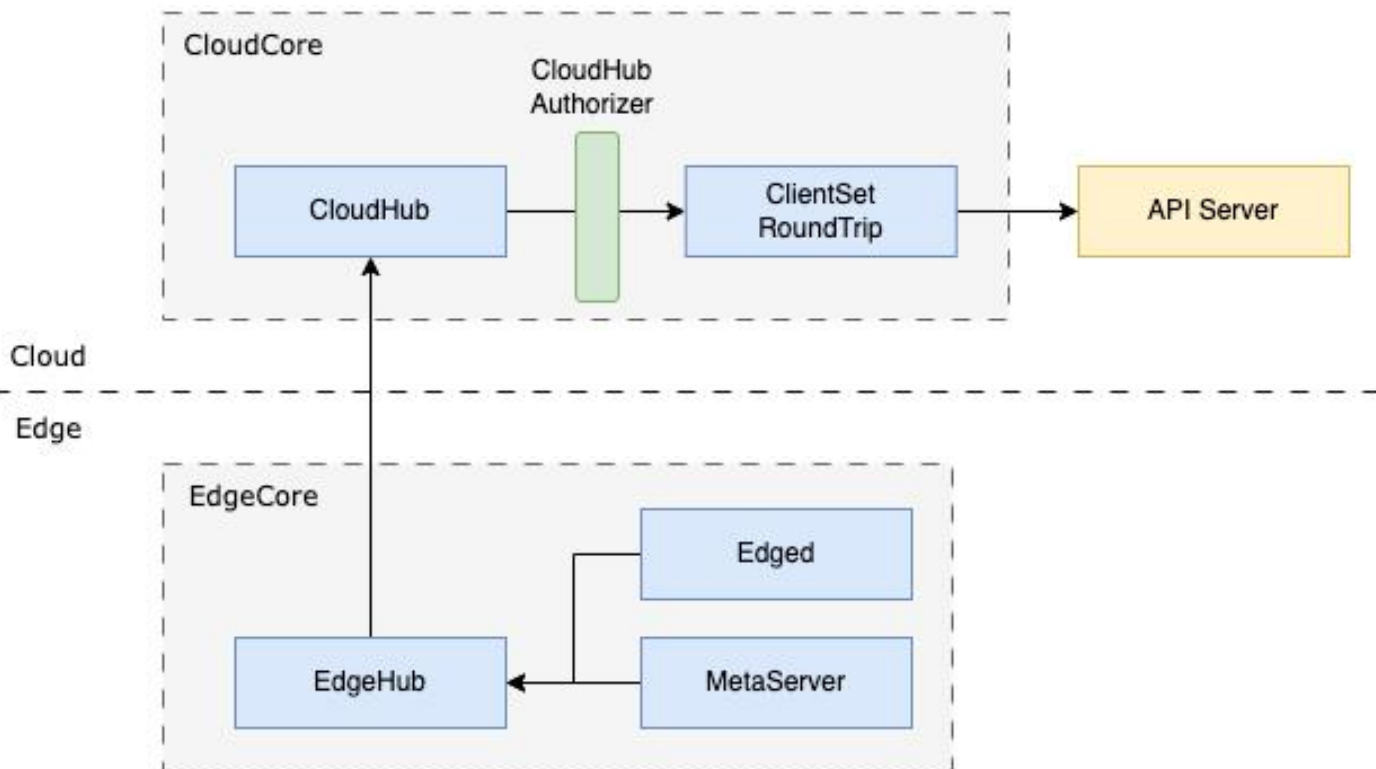 CloudCore
CloudHub
Authorizer
CloudHub
ClientSet
RoundTrip
API Server
Cloud
Edge
EdgeCore
Edged
EdgeHub
MetaServer